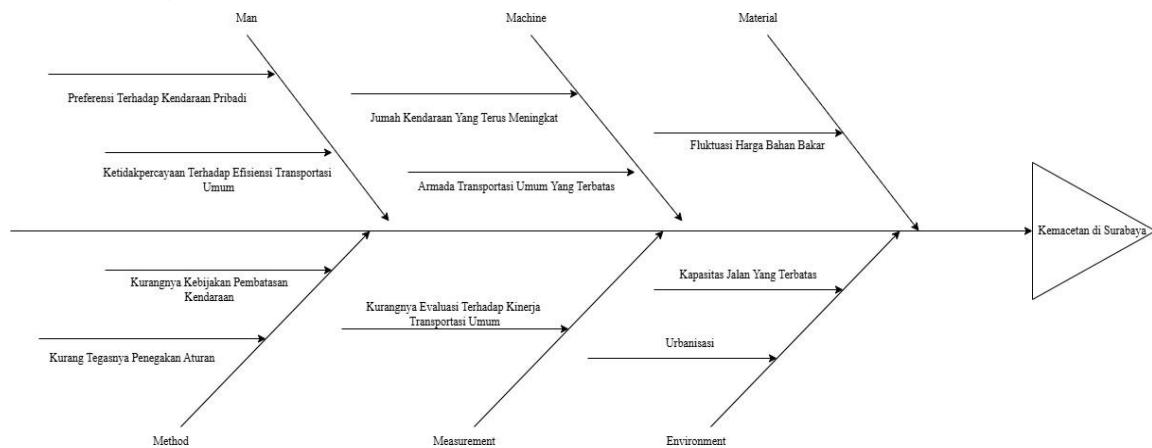 Man
Machine
Material
Preferensi Terhadap Kendaraan Pribadi
Jumah Kendaraan Yang Terus Meningkat
Fluktuasi Harga Bahan Bakar
Ketidakpercayaan Terhadap Efisiensi Transportasi
Umum
Armada Transportasi Umum Yang Terbatas
Kemacetan di Surabaya
Kurangnya Kebijakan Pembatasan
Kendaraan
Kapasitas Jalan Yang Terbatas
Kurangnya Evaluasi Terhadap Kinerja
Transportasi Umum
Kurang Tegasnya Penegakan Aturan
Urbanisasi
Method
Measurement
Environment